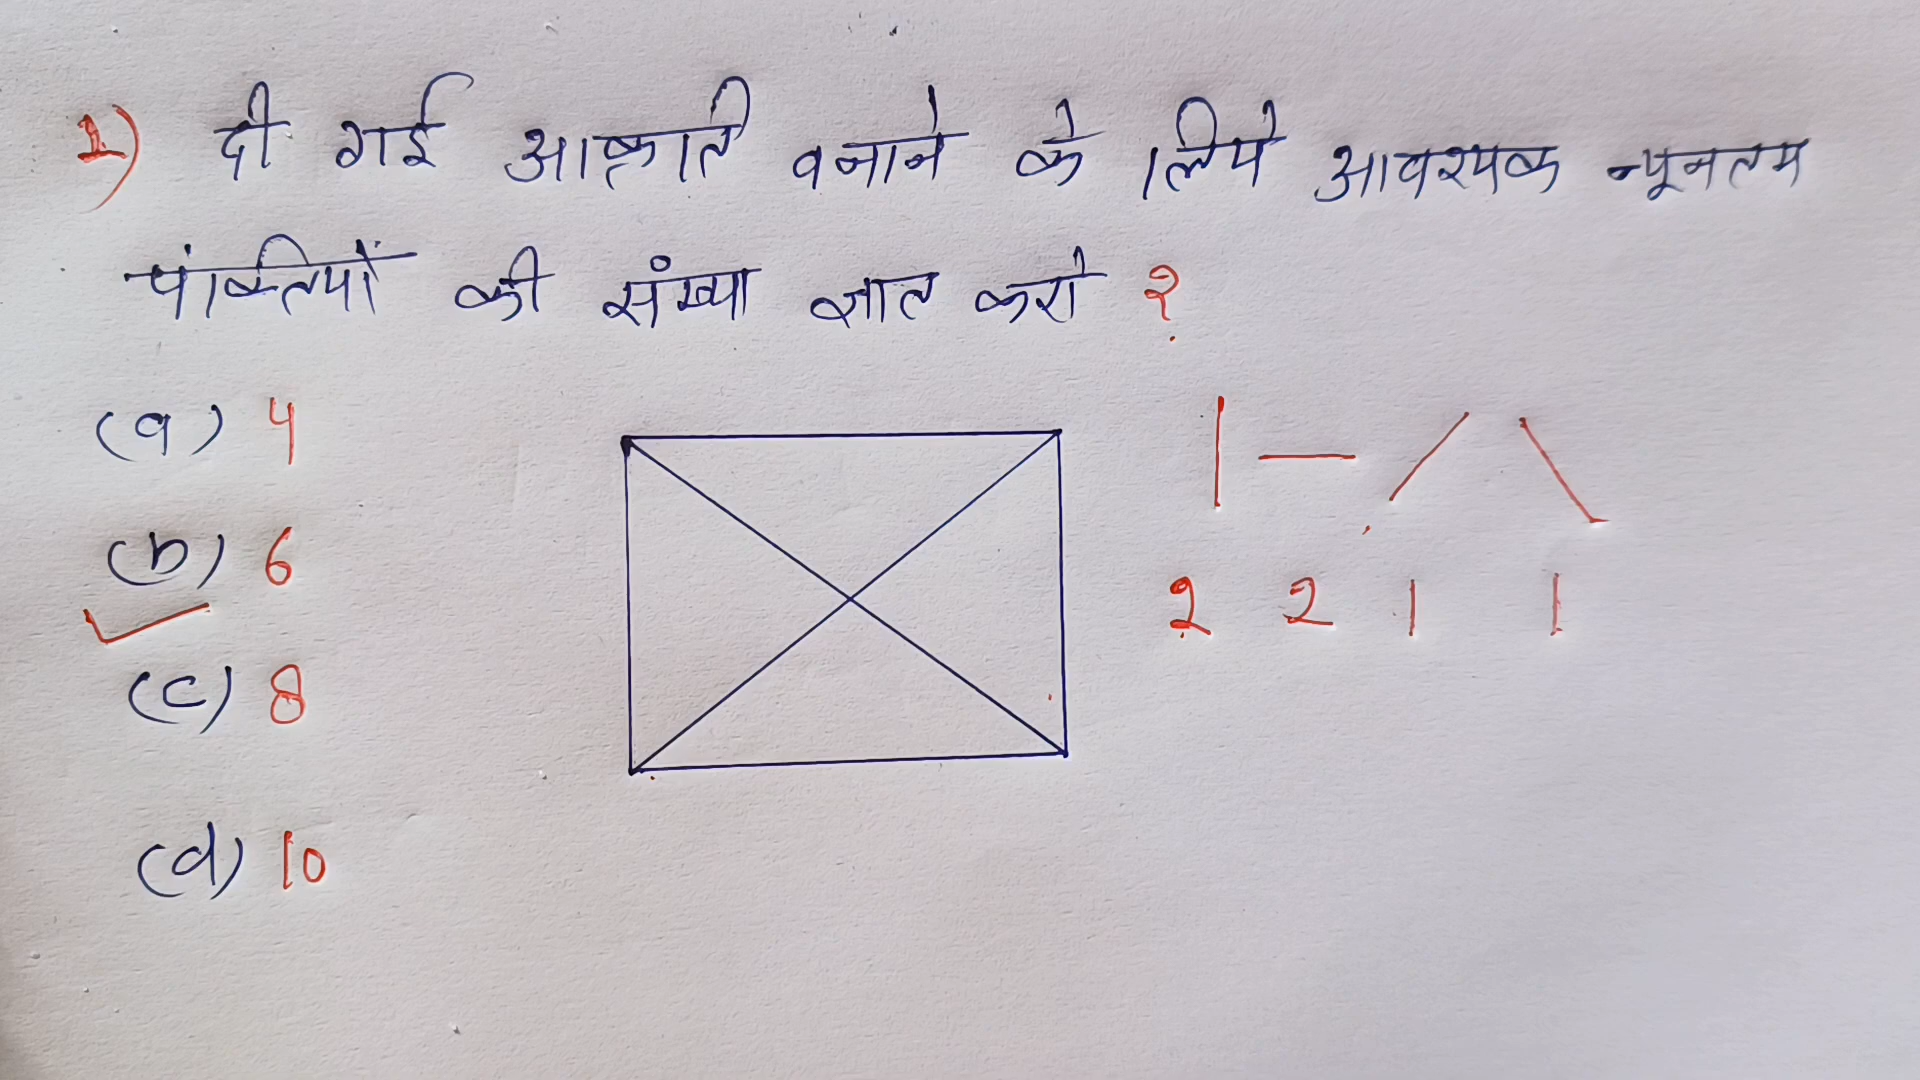 1) दी गई आकृति बनाने के लिये आवश्यक न्यूनतम
पंक्तियों की संख्या ज्ञात करो ?
(a) 4
(b) 6
(c) 8
(d) 10
2 2 1 1